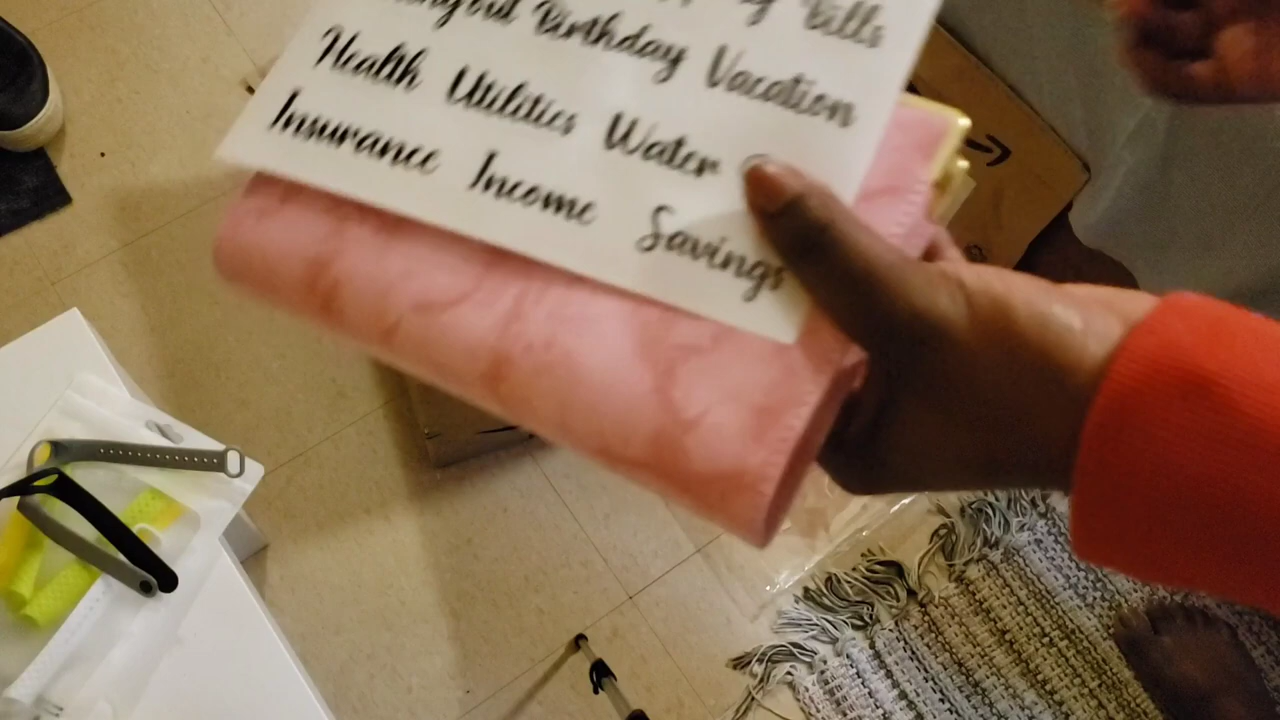 Bills
Birthday Vacation
Health Utilities Water
Insurance Income Savings